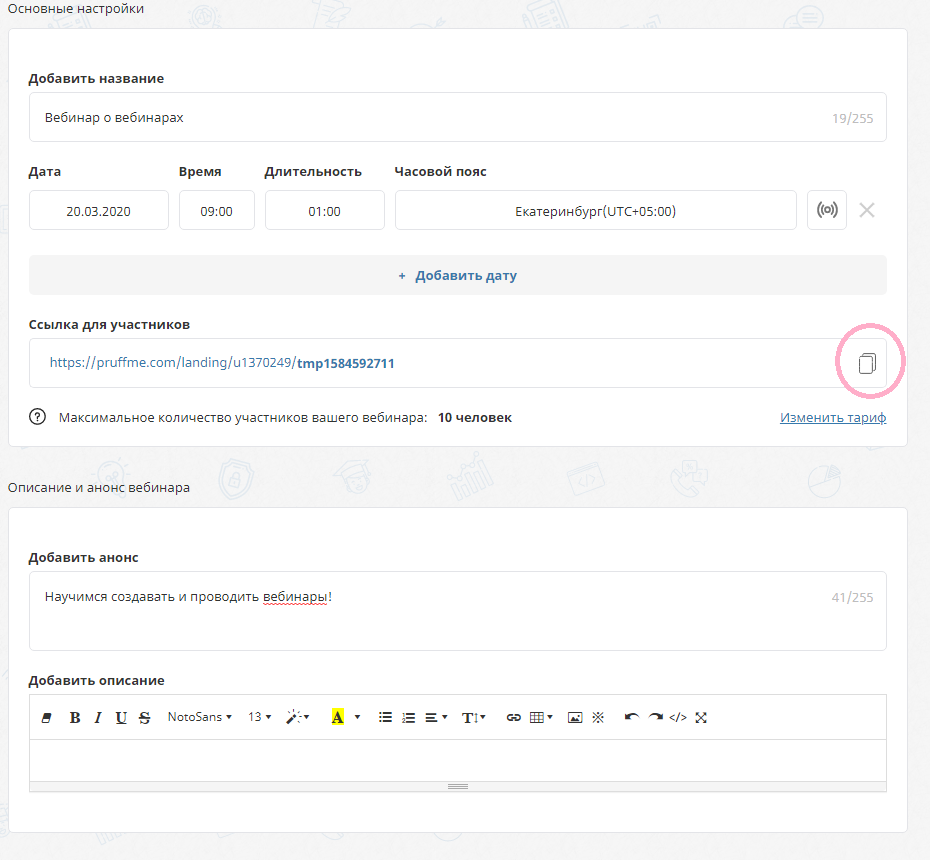 Основные настройки
Добавить название
Вебинар о вебинарах 19/255
Дата Время Длительность Часовой пояс
20.03.2020 09:00 01:00 Екатеринбург(UTC+05:00)
+ Добавить дату
Ссылка для участников
https://pruffme.com/landing/u1370249/tmp1584592711
? Максимальное количество участников вашего вебинара: 10 человек Изменить тариф
Описание и анонс вебинара
Добавить анонс
Научимся создавать и проводить вебинары! 41/255
Добавить описание
B I U S NotoSans 13 A T </>